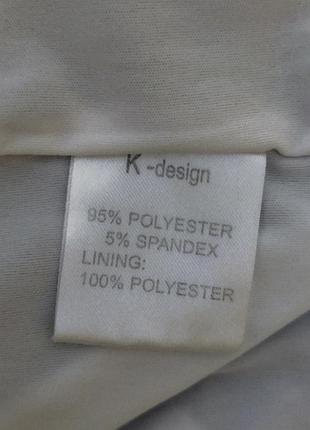 K-design
95% POLYESTER
5% SPANDEX
LINING:
100% POLYESTER